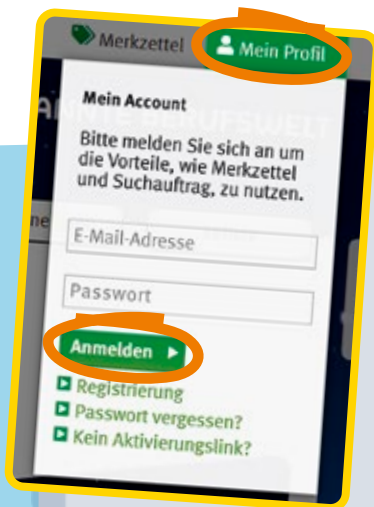 Merkzettel Mein Profil
Mein Account
Bitte melden Sie sich an um
die Vorteile, wie Merkzettel
und Suchauftrag, zu nutzen.
E-Mail-Adresse
Passwort
Anmelden
Registrierung
Passwort vergessen?
Kein Aktivierungslink?